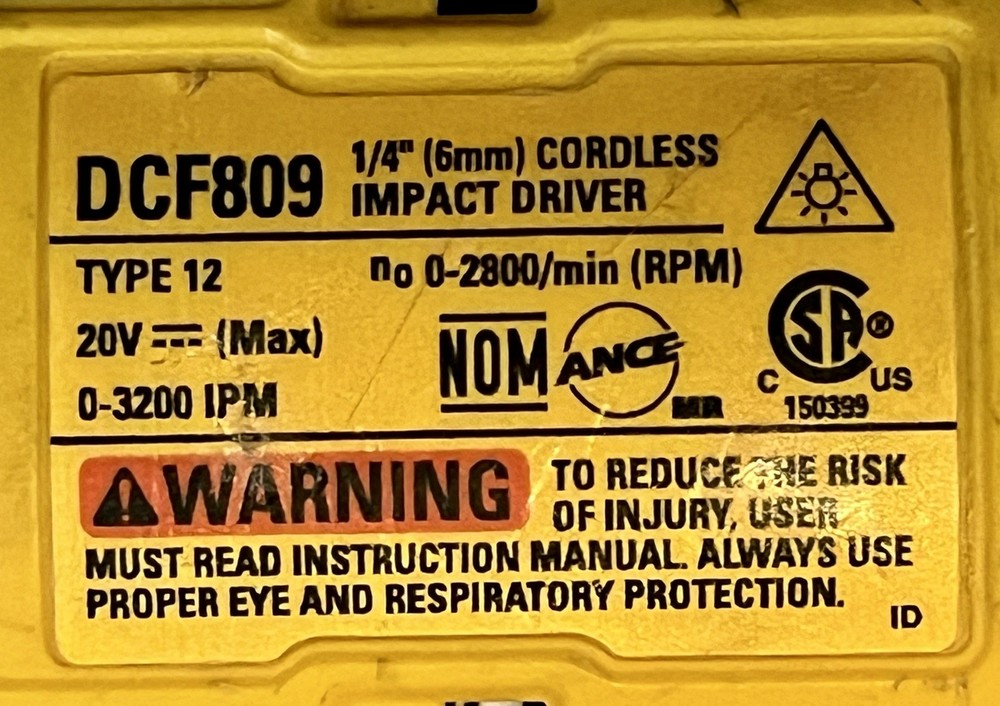 DCF809 1/4" (6mm) CORDLESS
IMPACT DRIVER
TYPE 12 no 0-2800/min (RPM)
20V (Max)
0-3200 IPM
NOM ANCE MR
CSA®
C US
150399
WARNING TO REDUCE THE RISK
OF INJURY, USER
MUST READ INSTRUCTION MANUAL. ALWAYS USE
PROPER EYE AND RESPIRATORY PROTECTION.
ID